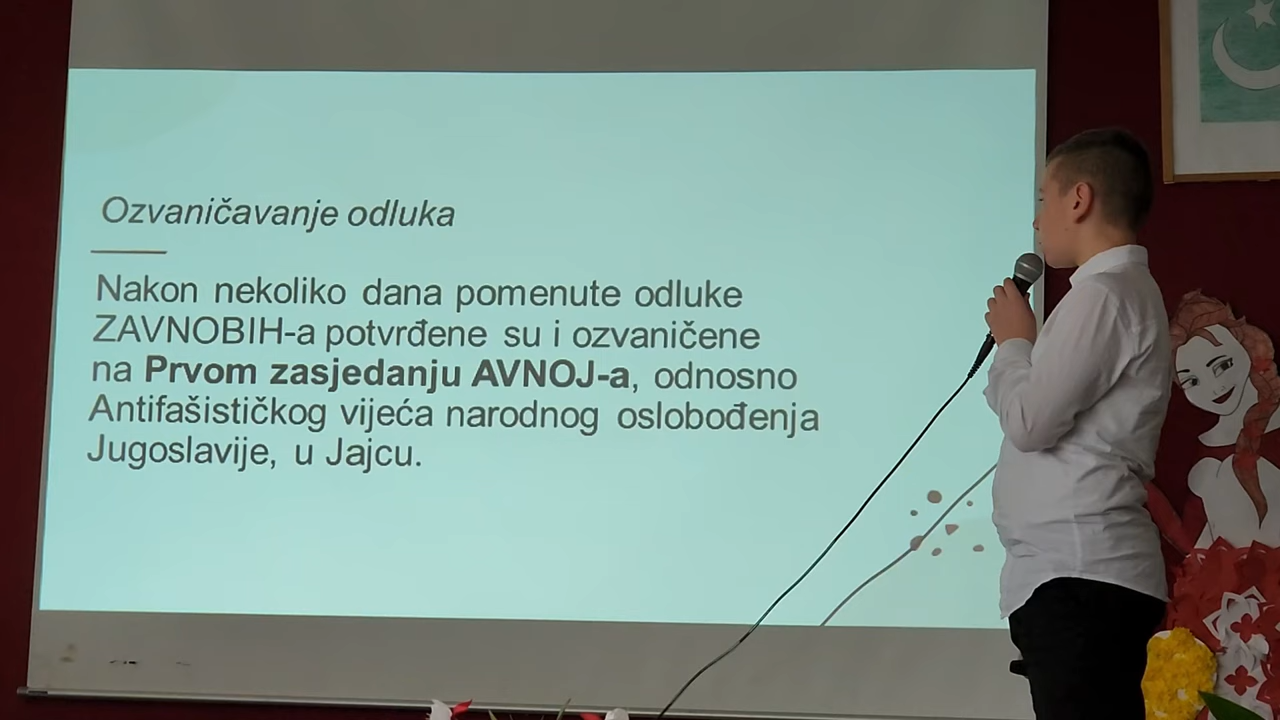 Ozvaničavanje odluka
Nakon nekoliko dana pomenute odluke
ZAVNOBIH-a potvrđene su i ozvaničene
na Prvom zasjedanju AVNOJ-a, odnosno
Antifašističkog vijeća narodnog oslobođenja
Jugoslavije, u Jajcu.